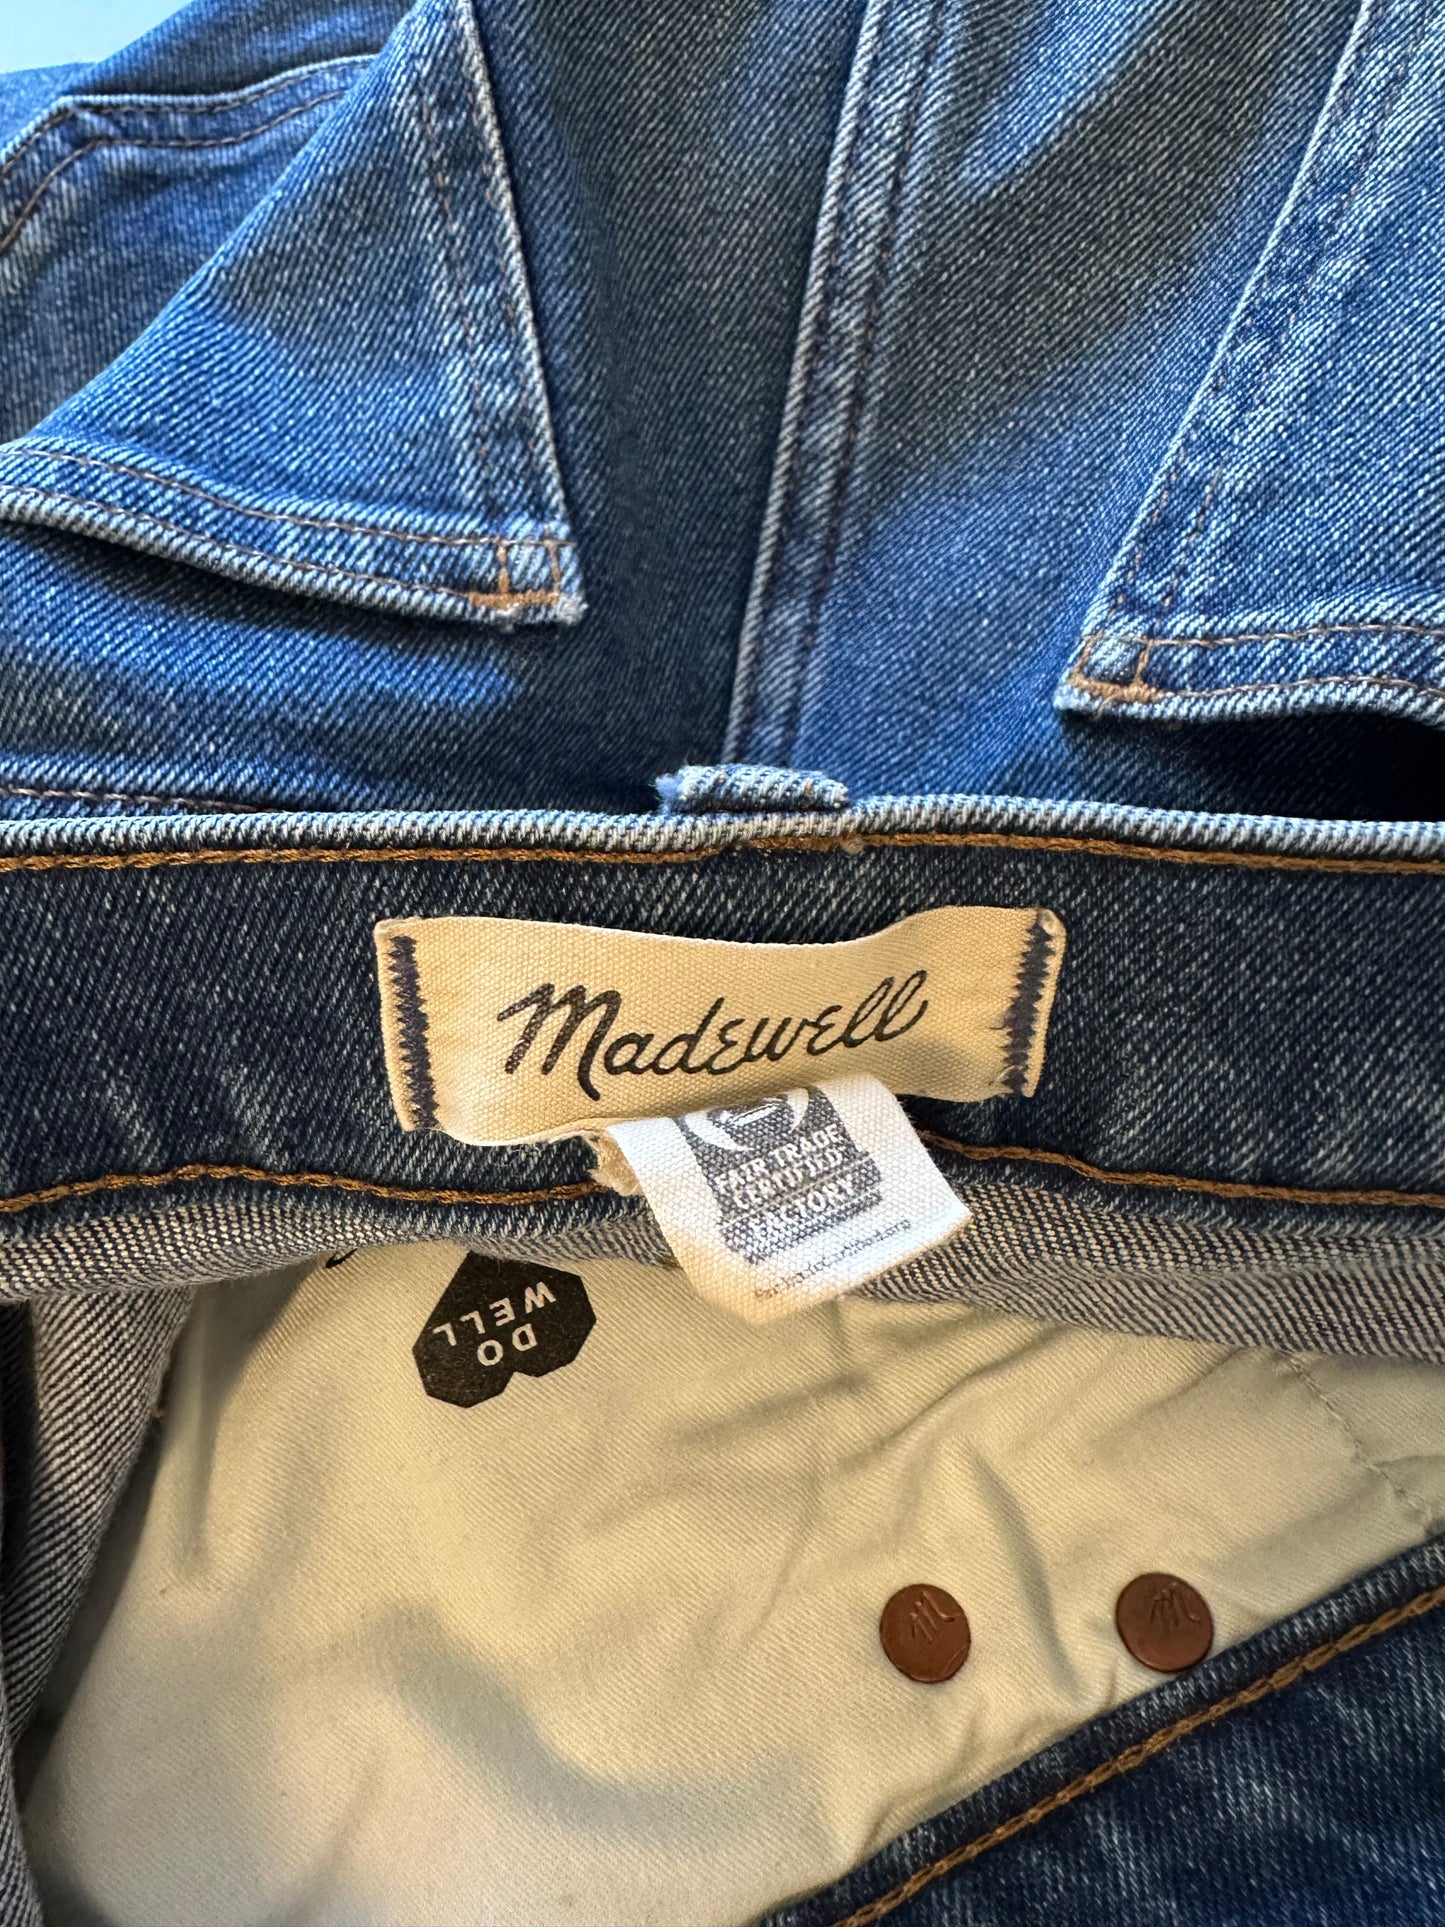 Madewell
FAIR TRADE
CERTIFIED
FACTORY
DO
WELL
M
M